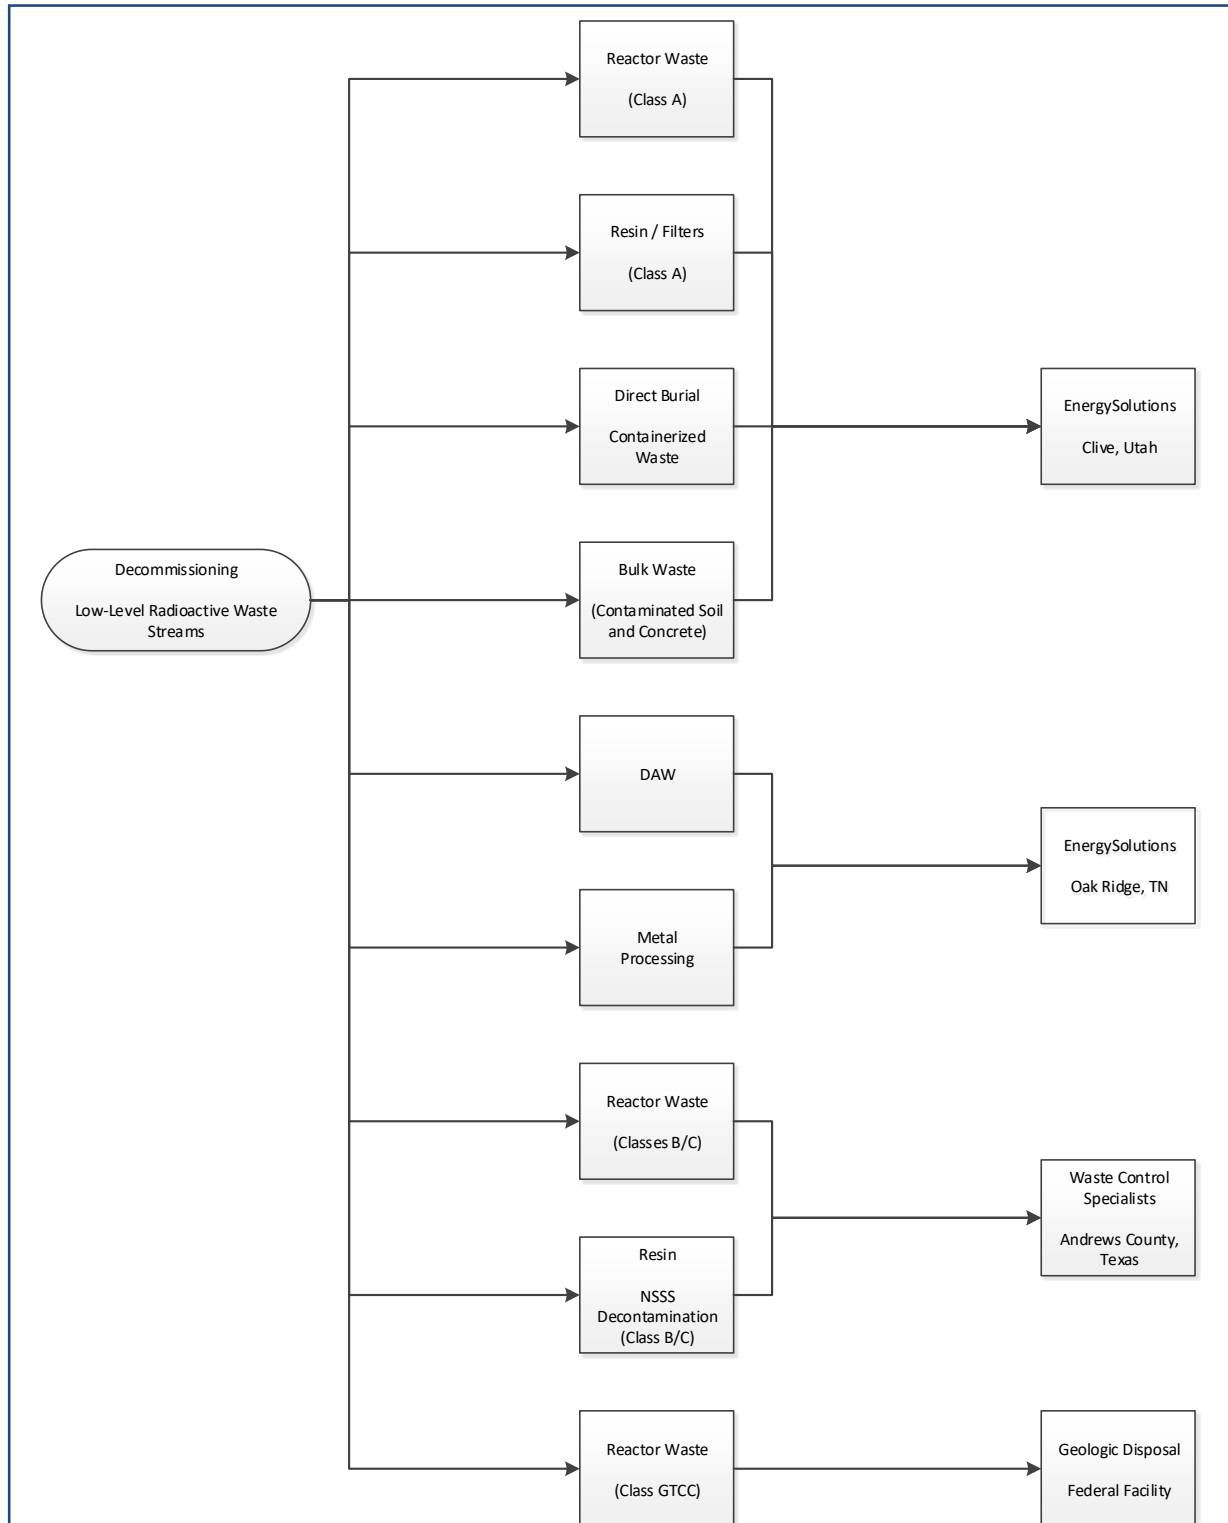 Reactor Waste
(Class A)
Resin / Filters
(Class A)
Direct Burial
Containerized
Waste
EnergySolutions
Clive, Utah
Decommissioning
Low-Level Radioactive Waste
Streams
Bulk Waste
(Contaminated Soil
and Concrete)
DAW
EnergySolutions
Oak Ridge, TN
Metal
Processing
Reactor Waste
(Classes B/C)
Waste Control
Specialists
Andrews County,
Texas
Resin
NSSS
Decontamination
(Class B/C)
Reactor Waste
(Class GTCC)
Geologic Disposal
Federal Facility